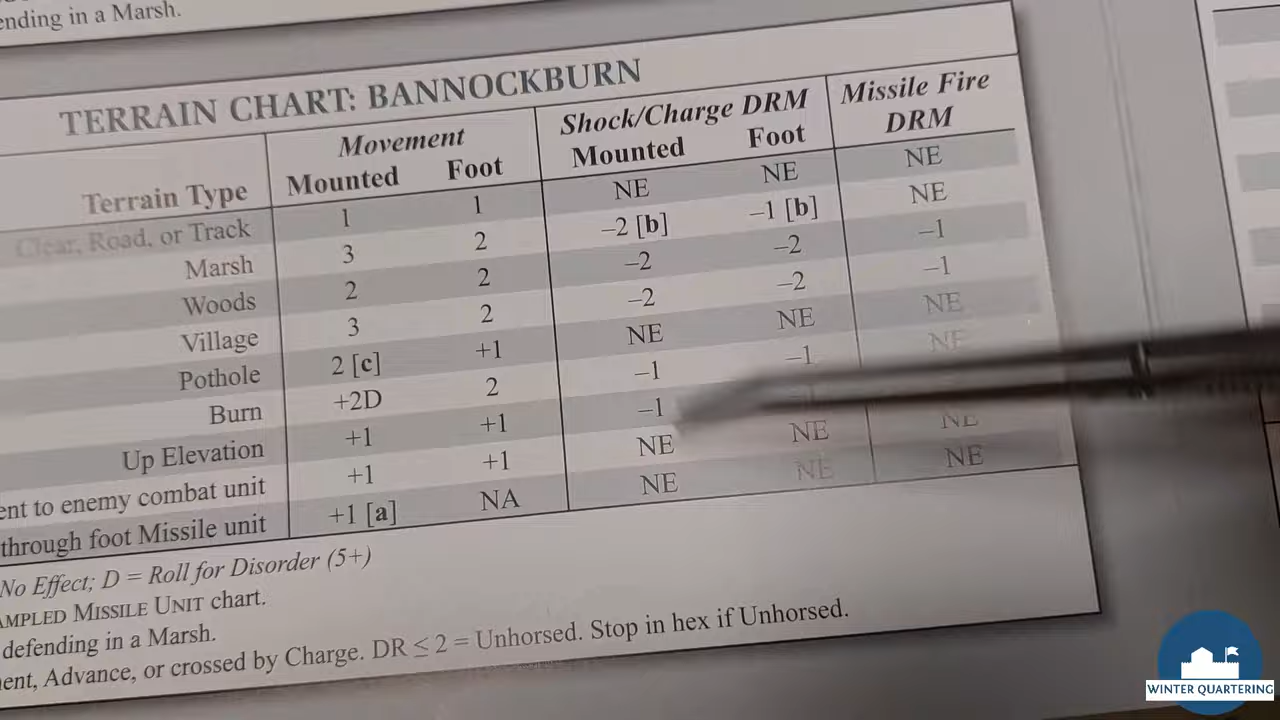 ending in a Marsh.
TERRAIN CHART: BANNOCKBURN
Movement Shock/Charge DRM Missile Fire DRM
Terrain Type Mounted Foot Mounted Foot
Clear, Road, or Track 1 1 NE NE NE
Marsh 3 2 –2 [b] –1 [b] NE
Woods 2 2 –2 –2 –1
Village 3 2 –2 –2 –1
Pothole 2 [c] +1 NE NE NE
Burn +2D 2 –1 –1 NE
Up Elevation +1 +1 –1
ent to enemy combat unit +1 +1 NE NE NE
through foot Missile unit +1 [a] NA NE NE NE
No Effect; D = Roll for Disorder (5+)
AMPLED MISSILE UNIT chart.
defending in a Marsh.
ent, Advance, or crossed by Charge. DR ≤ 2 = Unhorsed. Stop in hex if Unhorsed.
WINTER QUARTERING